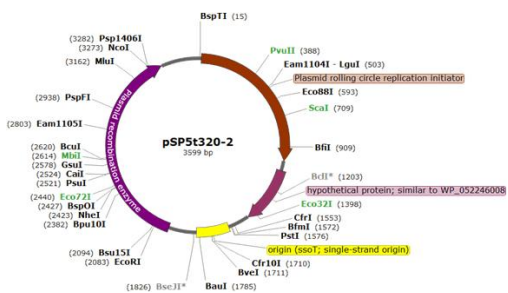 BspTI (15)
(3282) Psp1406I
(3273) NcoI
(3162) MluI
PvuII (388)
Eam1104I - LguI (503)
Plasmid rolling circle replication initiator
Eco88I (593)
ScaI (709)
(2938) PspFI
(2803) Eam1105I
Plasmid recombination enzyme
pSP5t320-2
3599 bp
BfiI (909)
(2620) BcuI
(2614) MbiI
(2578) GsuI
(2524) CaiI
(2521) PsuI
(2440) Eco72I
(2427) BspOI
(2423) NheI
(2382) Bpu10I
BclI* (1203)
hypothetical protein; similar to WP_052246008
Eco32I (1398)
CfrI (1553)
BfmI (1572)
PstI (1576)
(2094) Bsu15I
(2083) EcoRI
origin (ssoT; single-strand origin)
Cfr10I (1710)
BveI (1711)
(1826) BseJI*
BauI (1785)